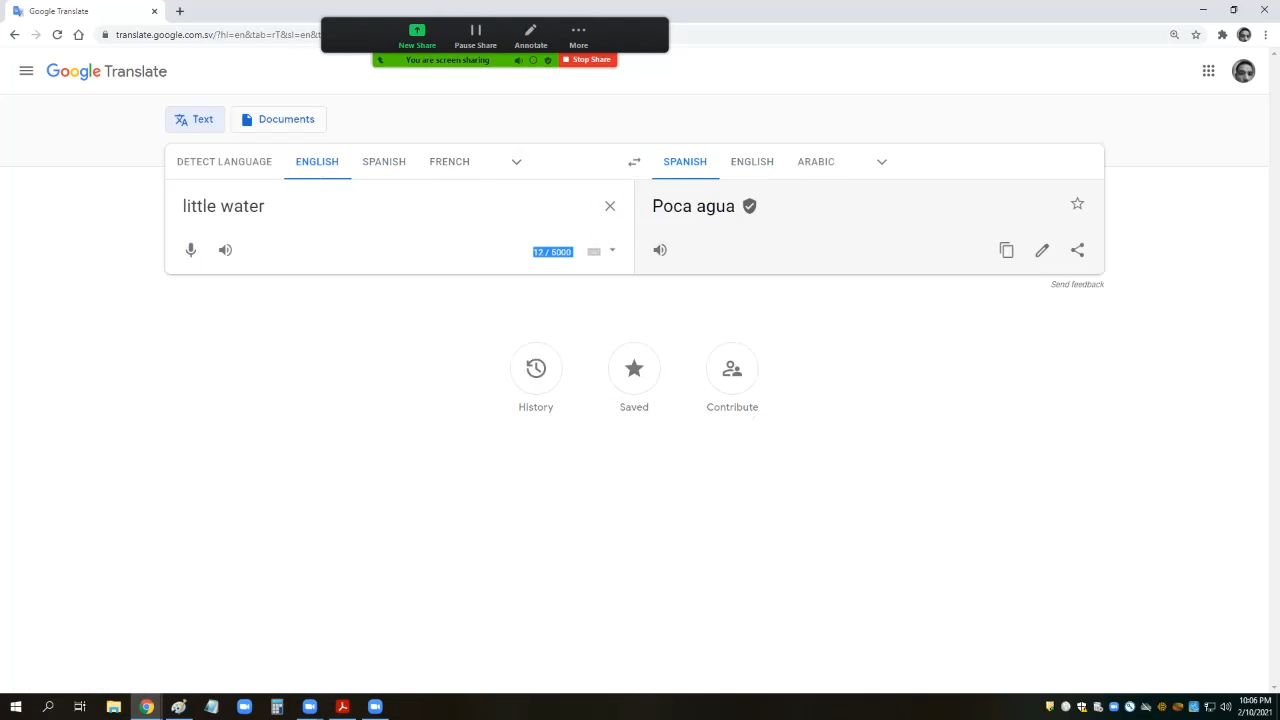 Google Translate
New Share
Pause Share
Annotate
More
translate.google.com.sv/?hl=en&tab=rT&sl=en&t
You are screen sharing
Stop Share
Google Translate
Text
Documents
DETECT LANGUAGE
ENGLISH
SPANISH
FRENCH
SPANISH
ENGLISH
ARABIC
little water
Poca agua
12 / 5000
Send feedback
History
Saved
Contribute
10:06 PM
2/10/2021